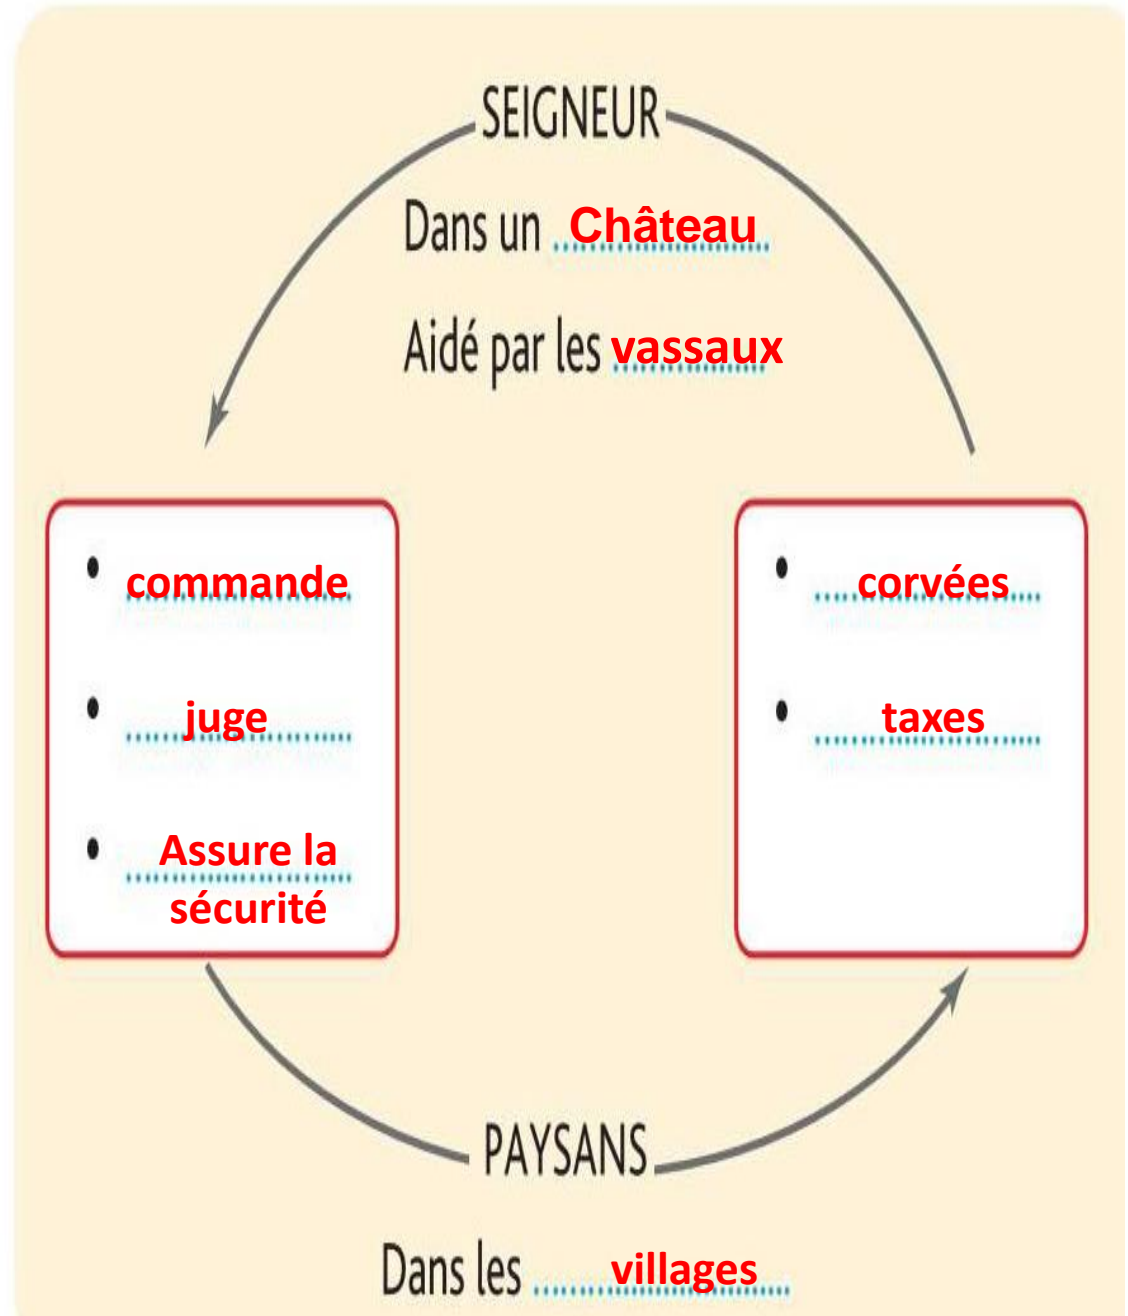 SEIGNEUR
Dans un Château
Aidé par les vassaux
• commande
• juge
• Assure la
sécurité
• corvées
• taxes
PAYSANS
Dans les villages